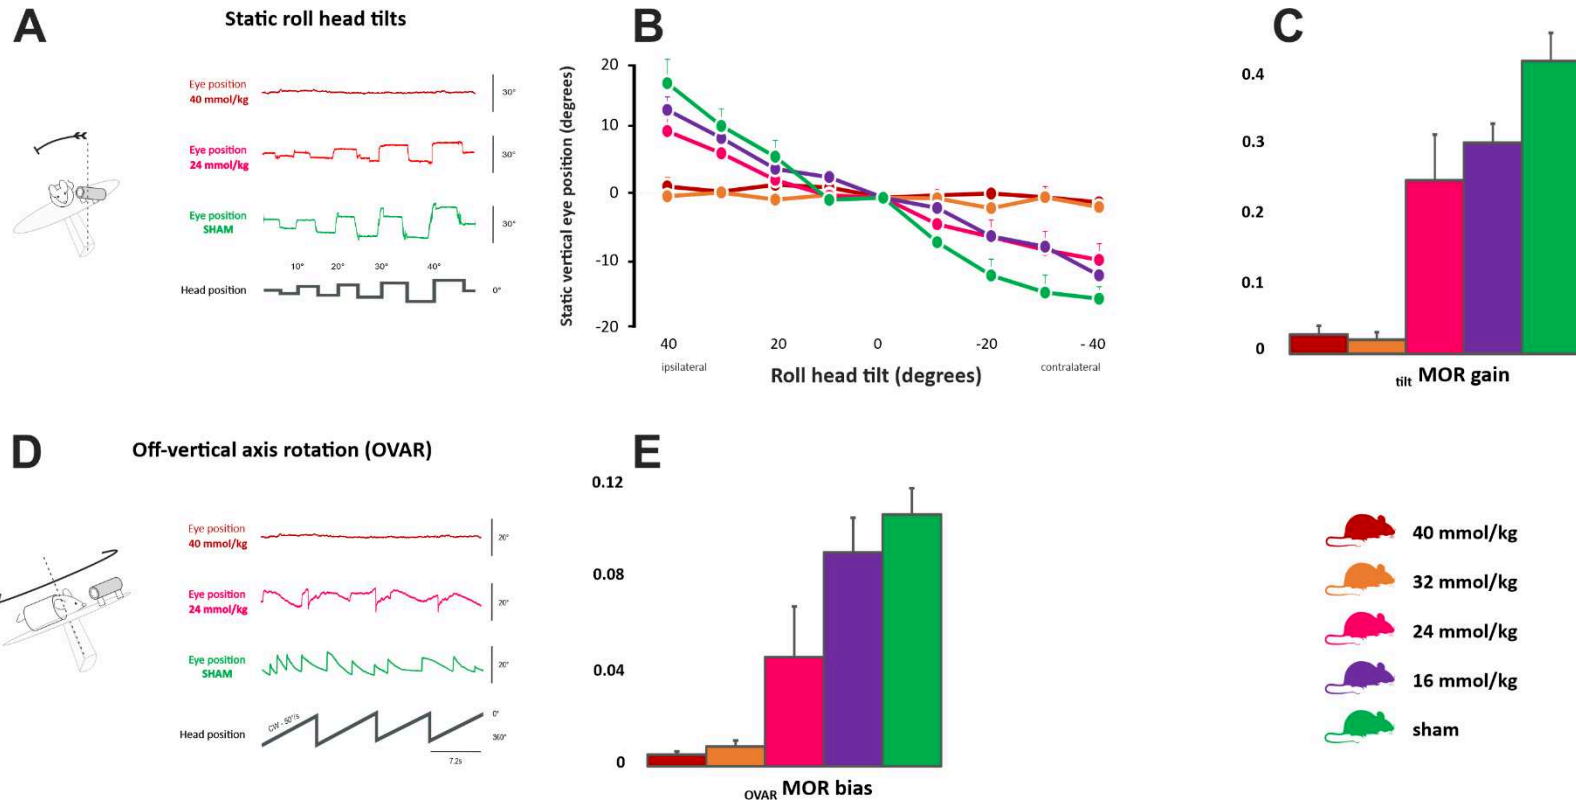 A
Static roll head tilts
Eye position
40 mmol/kg
30°
Eye position
24 mmol/kg
30°
Eye position
SHAM
30°
10° 20° 30° 40°
Head position
0°
B
Static vertical eye position (degrees)
20
10
0
-10
-20
40 20 0 -20 - 40
ipsilateral
contralateral
Roll head tilt (degrees)
C
0.4
0.3
0.2
0.1
0
tilt MOR gain
D
Off-vertical axis rotation (OVAR)
Eye position
40 mmol/kg
20°
Eye position
24 mmol/kg
20°
Eye position
SHAM
20°
CW - 50°/s
Head position
0°
360°
7.2s
E
0.12
0.08
0.04
0
OVAR MOR bias
40 mmol/kg
32 mmol/kg
24 mmol/kg
16 mmol/kg
sham